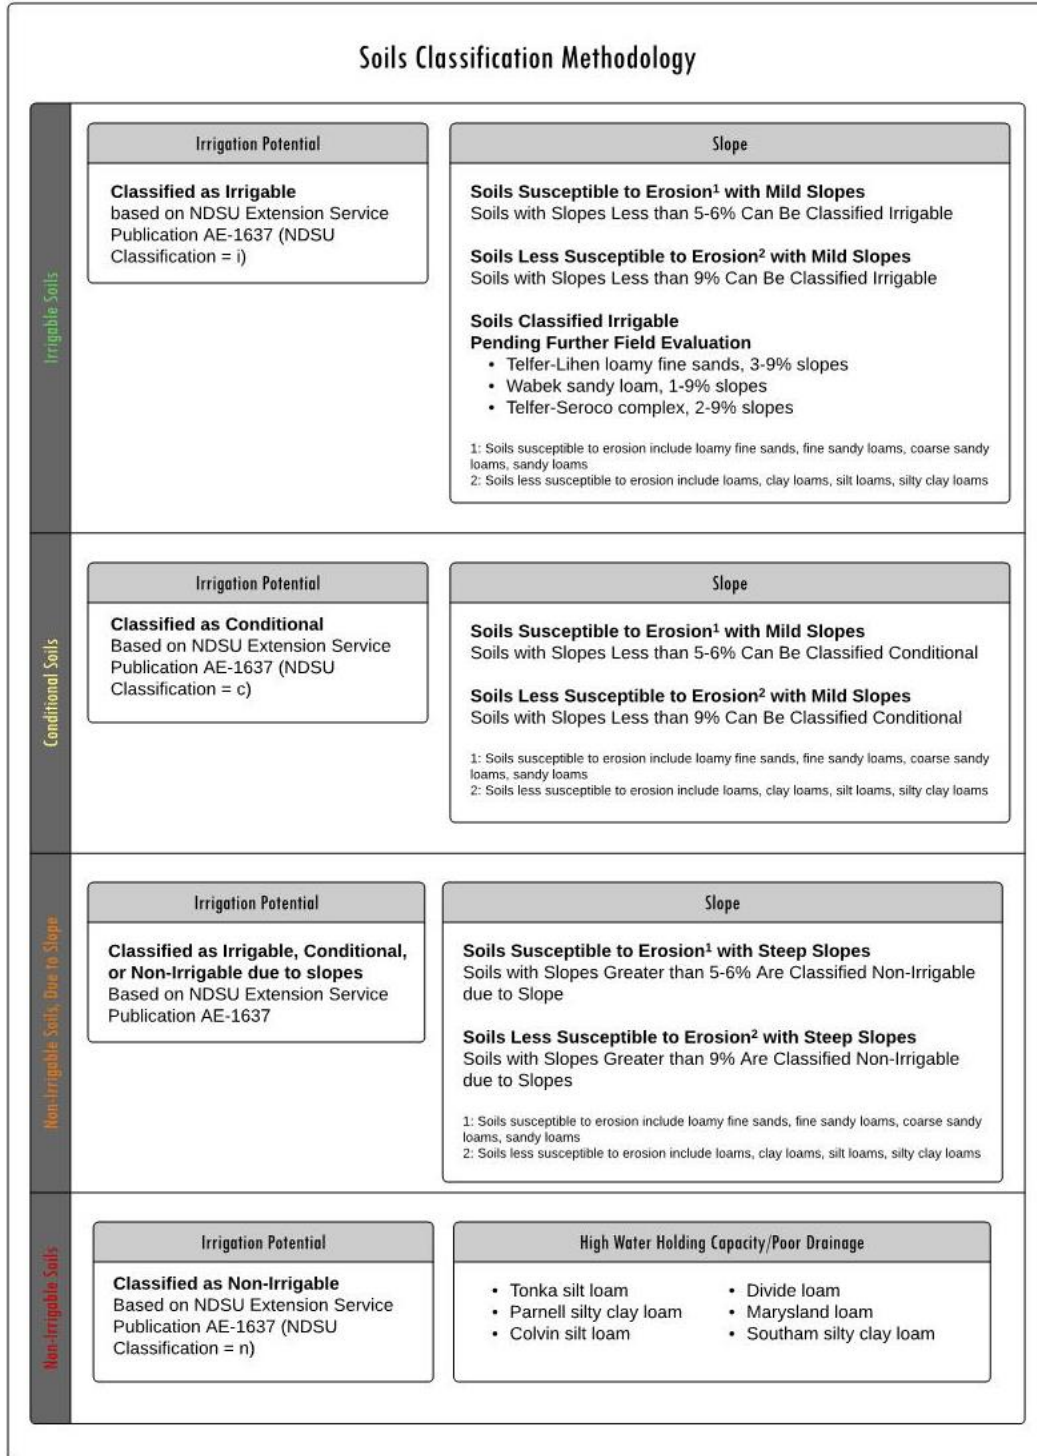 Soils Classification Methodology
Irrigable Soils
Irrigation Potential
Classified as Irrigable
based on NDSU Extension Service
Publication AE-1637 (NDSU
Classification = i)
Slope
Soils Susceptible to Erosion¹ with Mild Slopes
Soils with Slopes Less than 5-6% Can Be Classified Irrigable
Soils Less Susceptible to Erosion² with Mild Slopes
Soils with Slopes Less than 9% Can Be Classified Irrigable
Soils Classified Irrigable
Pending Further Field Evaluation
• Telfer-Lihen loamy fine sands, 3-9% slopes
• Wabek sandy loam, 1-9% slopes
• Telfer-Seroco complex, 2-9% slopes
1: Soils susceptible to erosion include loamy fine sands, fine sandy loams, coarse sandy
loams, sandy loams
2: Soils less susceptible to erosion include loams, clay loams, silt loams, silty clay loams
Conditional Soils
Irrigation Potential
Classified as Conditional
Based on NDSU Extension Service
Publication AE-1637 (NDSU
Classification = c)
Slope
Soils Susceptible to Erosion¹ with Mild Slopes
Soils with Slopes Less than 5-6% Can Be Classified Conditional
Soils Less Susceptible to Erosion² with Mild Slopes
Soils with Slopes Less than 9% Can Be Classified Conditional
1: Soils susceptible to erosion include loamy fine sands, fine sandy loams, coarse sandy
loams, sandy loams
2: Soils less susceptible to erosion include loams, clay loams, silt loams, silty clay loams
Non-Irrigable Soils, Due to Slope
Irrigation Potential
Classified as Irrigable, Conditional,
or Non-Irrigable due to slopes
Based on NDSU Extension Service
Publication AE-1637
Slope
Soils Susceptible to Erosion¹ with Steep Slopes
Soils with Slopes Greater than 5-6% Are Classified Non-Irrigable
due to Slope
Soils Less Susceptible to Erosion² with Steep Slopes
Soils with Slopes Greater than 9% Are Classified Non-Irrigable
due to Slopes
1: Soils susceptible to erosion include loamy fine sands, fine sandy loams, coarse sandy
loams, sandy loams
2: Soils less susceptible to erosion include loams, clay loams, silt loams, silty clay loams
Non-Irrigable Soils
Irrigation Potential
Classified as Non-Irrigable
Based on NDSU Extension Service
Publication AE-1637 (NDSU
Classification = n)
High Water Holding Capacity/Poor Drainage
• Tonka silt loam
• Parnell silty clay loam
• Colvin silt loam
• Divide loam
• Marysland loam
• Southam silty clay loam